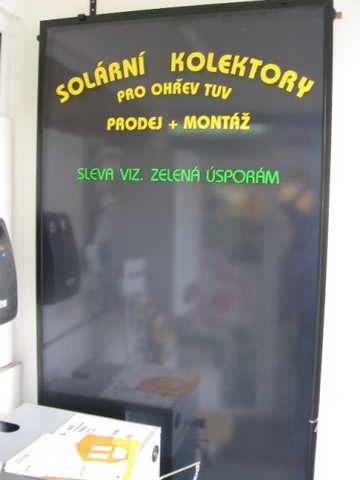 SOLÁRNÍ KOLEKTORY
PRO OHŘEV TUV
PRODEJ + MONTÁŽ
SLEVA VIZ. ZELENÁ ÚSPORÁM